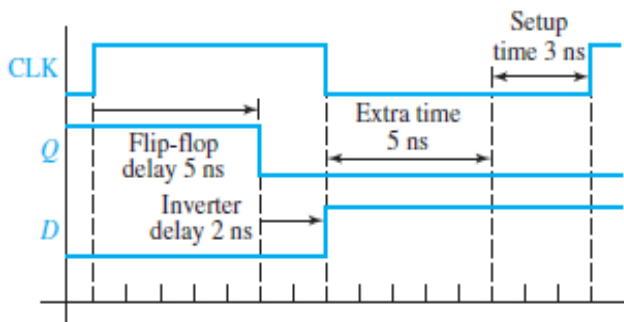 Setup
time 3 ns
CLK
Extra time
5 ns
Q
Flip-flop
delay 5 ns
Inverter
delay 2 ns
D